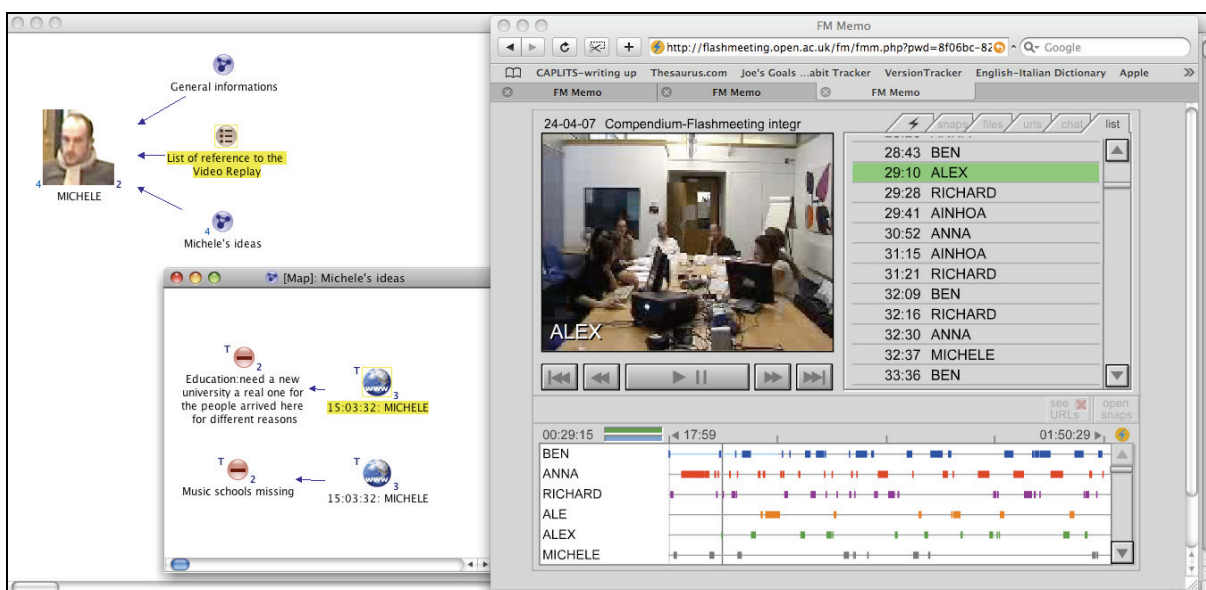 General informations
List of reference to the
Video Replay
4
2
MICHELE
4
Michele's ideas
[Map]: Michele's ideas
T
2
Education:need a new
university a real one for
the people arrived here
for different reasons
T
www
3
15:03:32: MICHELE
T
2
Music schools missing
T
www
3
15:03:32: MICHELE
FM Memo
http://flashmeeting.open.ac.uk/fm/fmm.php?pwd=8f06bc-82
Q- Google
CAPLITS-writing up Thesaurus.com Joe's Goals ...abit Tracker VersionTracker English-Italian Dictionary Apple »
FM Memo FM Memo FM Memo
24-04-07 Compendium-Flashmeeting integr
snaps files urls chat list
28:43 BEN
29:10 ALEX
29:28 RICHARD
29:41 AINHOA
30:52 ANNA
31:15 AINHOA
31:21 RICHARD
32:09 BEN
32:16 RICHARD
32:30 ANNA
32:37 MICHELE
33:36 BEN
ALEX
see URLs
open snaps
00:29:15 17:59 01:50:29
BEN
ANNA
RICHARD
ALE
ALEX
MICHELE